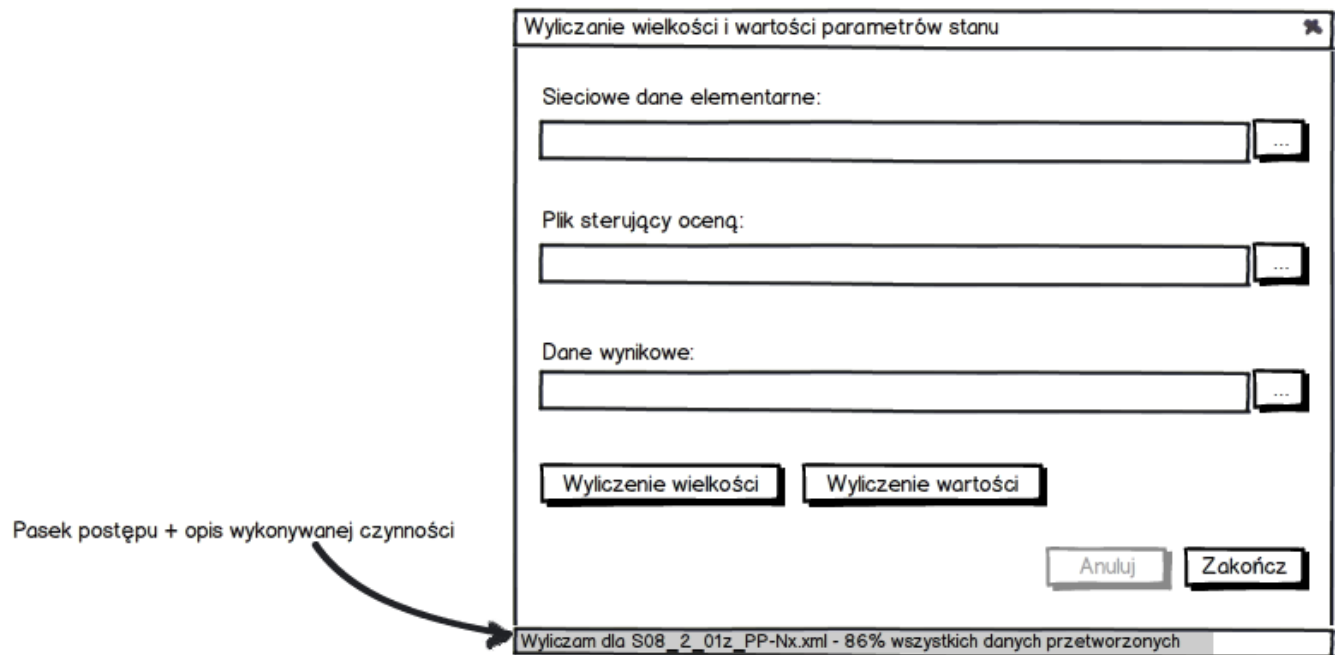 Wyliczanie wielkości i wartości parametrów stanu
Sieciowe dane elementarne:
...
Plik sterujący oceną:
...
Dane wynikowe:
...
Wyliczenie wielkości Wyliczenie wartości
Pasek postępu + opis wykonywanej czynności
Anuluj Zakończ
Wyliczam dla S08_2_01z_PP-Nx.xml - 86% wszystkich danych przetworzonych